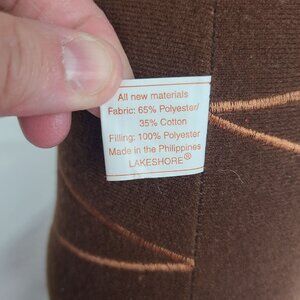 All new materials
Fabric: 65% Polyester/
35% Cotton
Filling: 100% Polyester
Made in the Philippines
LAKESHORE®